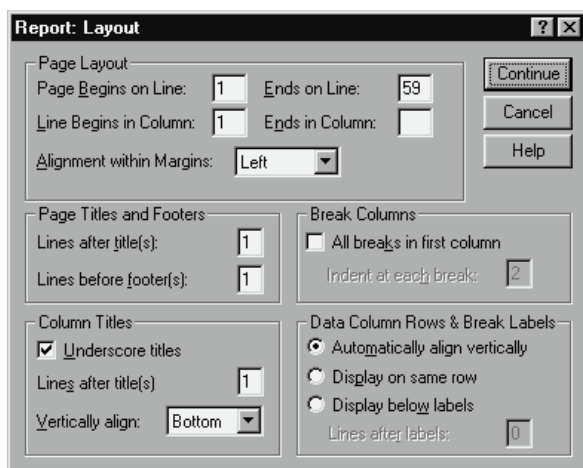 Report: Layout
? X
Page Layout
Page Begins on Line: 1 Ends on Line: 59
Line Begins in Column: 1 Ends in Column:
Alignment within Margins: Left
Continue
Cancel
Help
Page Titles and Footers
Lines after title(s): 1
Lines before footer(s): 1
Break Columns
All breaks in first column
Indent at each break: 2
Column Titles
Underscore titles
Lines after title(s) 1
Vertically align: Bottom
Data Column Rows & Break Labels
Automatically align vertically
Display on same row
Display below labels
Lines after labels: 0